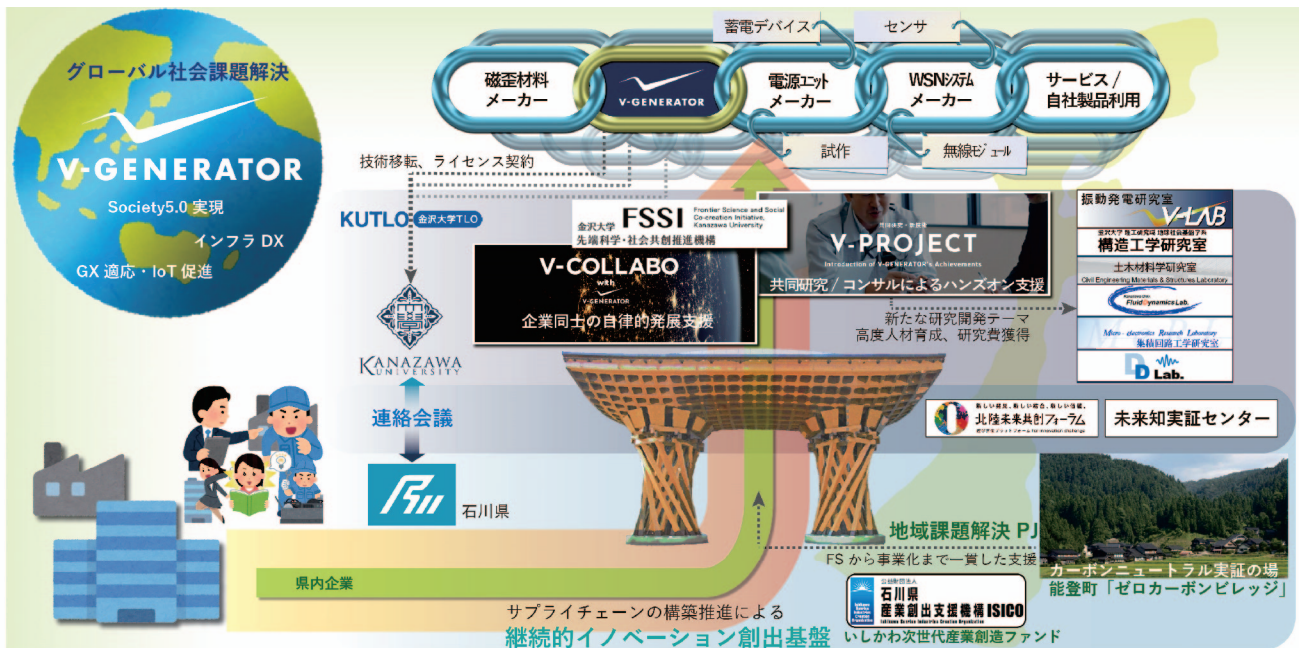 グローバル社会課題解決
V-GENERATOR
Society5.0 実現
インフラ DX
GX 適応・IoT 促進
蓄電デバイス
センサ
磁歪材料
メーカー
V-GENERATOR
電源ユニット
メーカー
WSNシステム
メーカー
サービス /
自社製品利用
試作
無線モジュール
技術移転、ライセンス契約
KUTLO 金沢大学TLO
金沢大学 FSSI
Frontier Science and Social
Co-creation Initiative,
Kanazawa University
先端科学・社会共創推進機構
V-COLLABO
with
V-GENERATOR
企業同士の自律的発展支援
V-PROJECT
Introduction of V-GENERATOR's Achievements
共同研究 / コンサルによるハンズオン支援
新たな研究開発テーマ
高度人材育成、研究費獲得
振動発電研究室
V-LAB
構造工学研究室
土木材料学研究室
Civil Engineering Materials & Structures Laboratory
Fluid Dynamics Lab.
Micro - electronics Research Laboratory
集積回路工学研究室
DD Lab.
KANAZAWA
UNIVERSITY
連絡会議
石川県
北陸未来共創フォーラム
未来知実証センター
地域課題解決 PJ
FS から事業化まで一貫した支援
カーボンニュートラル実証の場
能登町「ゼロカーボンビレッジ」
県内企業
公益財団法人
石川県
産業創出支援機構 ISICO
いしかわ次世代産業創造ファンド
サプライチェーンの構築推進による
継続的イノベーション創出基盤